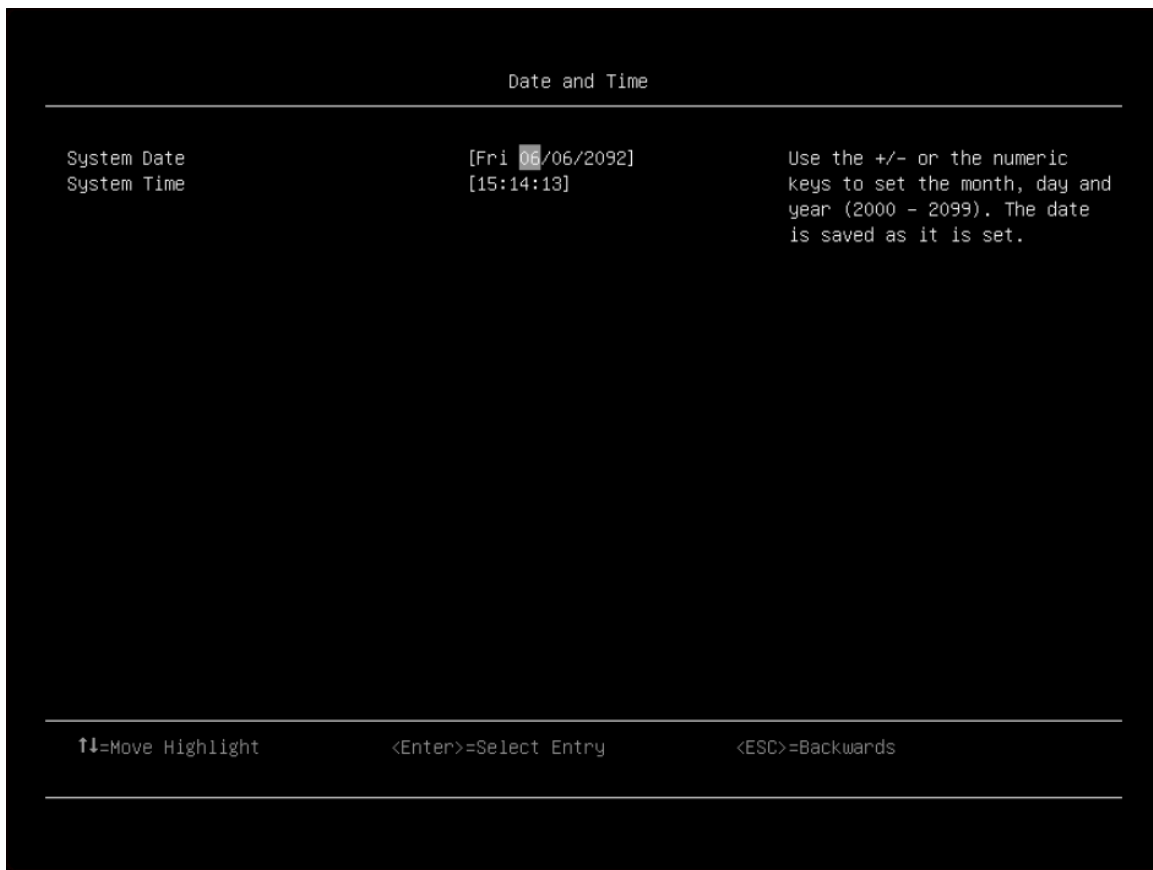 Date and Time
System Date [Fri 06/06/2092]
System Time [15:14:13]
Use the +/- or the numeric
keys to set the month, day and
year (2000 - 2099). The date
is saved as it is set.
↑↓=Move Highlight <Enter>=Select Entry <ESC>=Backwards